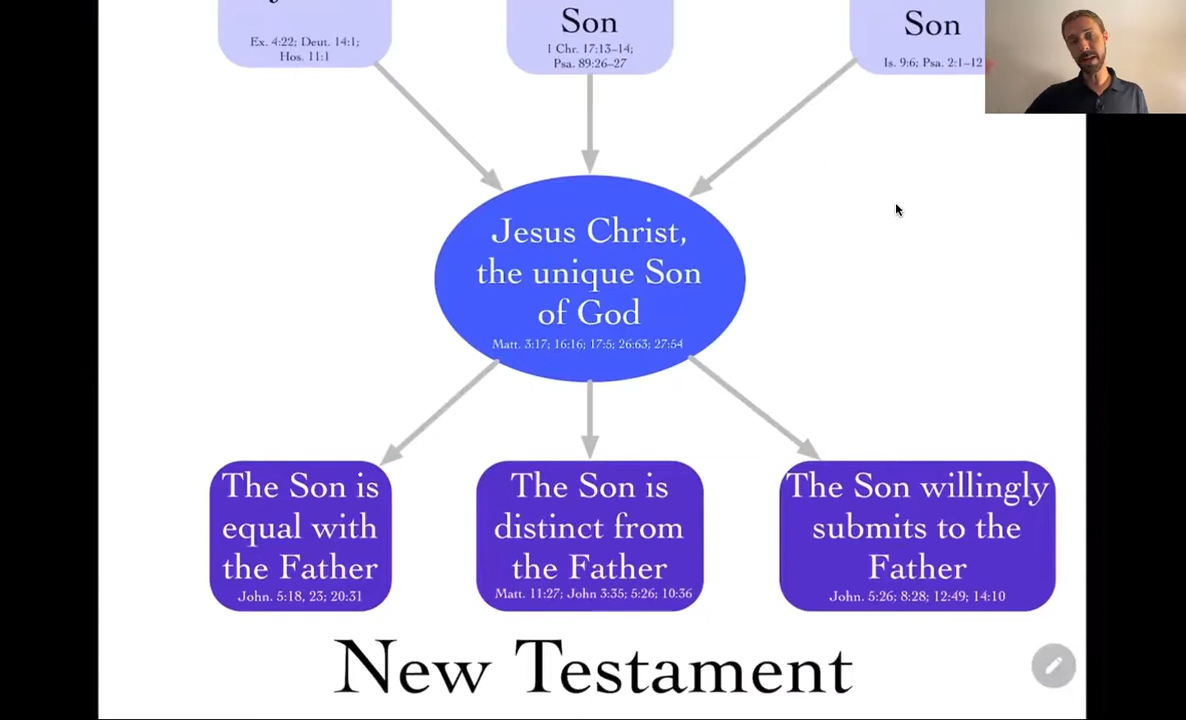 Ex. 4:22; Deut. 14:1;
Hos. 11:1
Son
1 Chr. 17:13–14;
Psa. 89:26–27
Son
Is. 9:6; Psa. 2:1–12
Jesus Christ,
the unique Son
of God
Matt. 3:17; 16:16; 17:5; 26:63; 27:54
The Son is
equal with
the Father
John. 5:18, 23; 20:31
The Son is
distinct from
the Father
Matt. 11:27; John 3:35; 5:26; 10:36
The Son willingly
submits to the
Father
John. 5:26; 8:28; 12:49; 14:10
New Testament